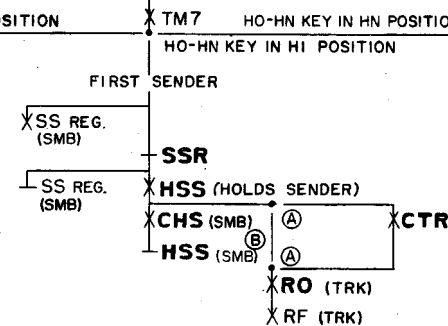 OSITION
TM7
HO-HN KEY IN HN POSITIO
HO-HN KEY IN HI POSITION
FIRST SENDER
SS REG.
(SMB)
SSR
SS REG.
(SMB)
HSS (HOLDS SENDER)
CHS (SMB)
A
CTR
B
HSS (SMB)
A
RO (TRK)
RF (TRK)